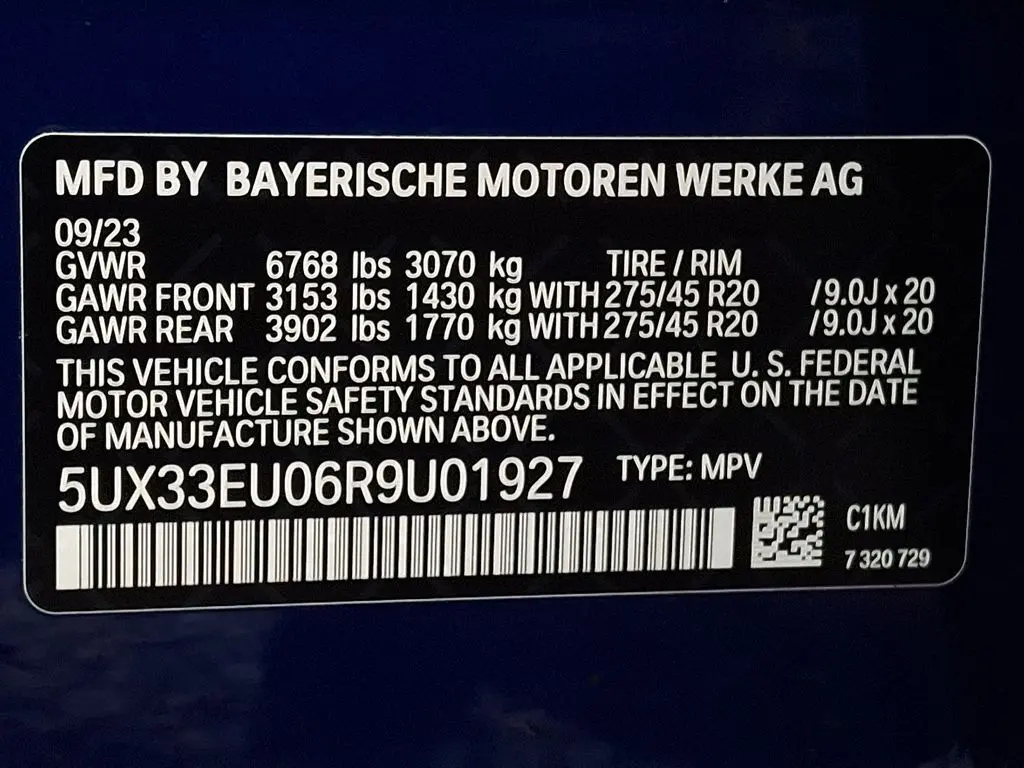 MFD BY BAYERISCHE MOTOREN WERKE AG
09/23
GVWR 6768 lbs 3070 kg TIRE / RIM
GAWR FRONT 3153 lbs 1430 kg WITH 275/45 R20 / 9.0J x 20
GAWR REAR 3902 lbs 1770 kg WITH 275/45 R20 / 9.0J x 20
THIS VEHICLE CONFORMS TO ALL APPLICABLE U. S. FEDERAL
MOTOR VEHICLE SAFETY STANDARDS IN EFFECT ON THE DATE
OF MANUFACTURE SHOWN ABOVE.
5UX33EU06R9U01927 TYPE: MPV
C1KM
7 320 729